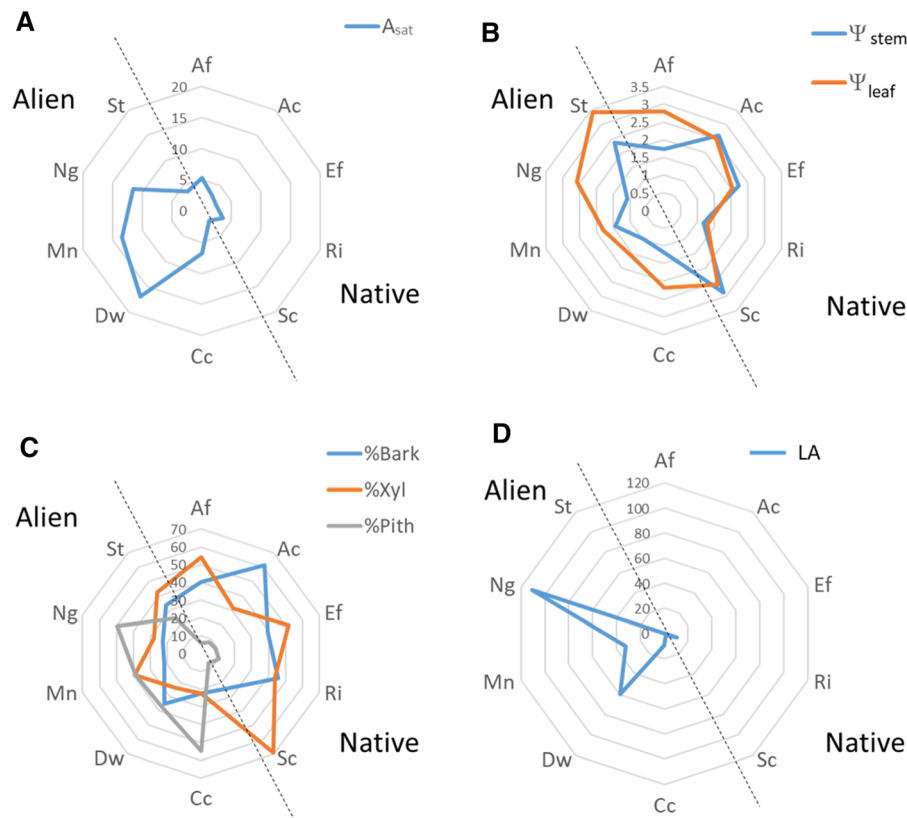 A
A sat
Alien
Native
Af
Ac
Ef
Ri
Sc
Cc
Dw
Mn
Ng
St
20
15
10
5
0
B
Ψ stem
Ψ leaf
Alien
Native
Af
Ac
Ef
Ri
Sc
Cc
Dw
Mn
Ng
St
3.5
3
2.5
2
1.5
1
0.5
0
C
%Bark
%Xyl
%Pith
Alien
Native
Af
Ac
Ef
Ri
Sc
Cc
Dw
Mn
Ng
St
70
60
50
40
30
20
10
0
D
LA
Alien
Native
Af
Ac
Ef
Ri
Sc
Cc
Dw
Mn
Ng
St
120
100
80
60
40
20
0